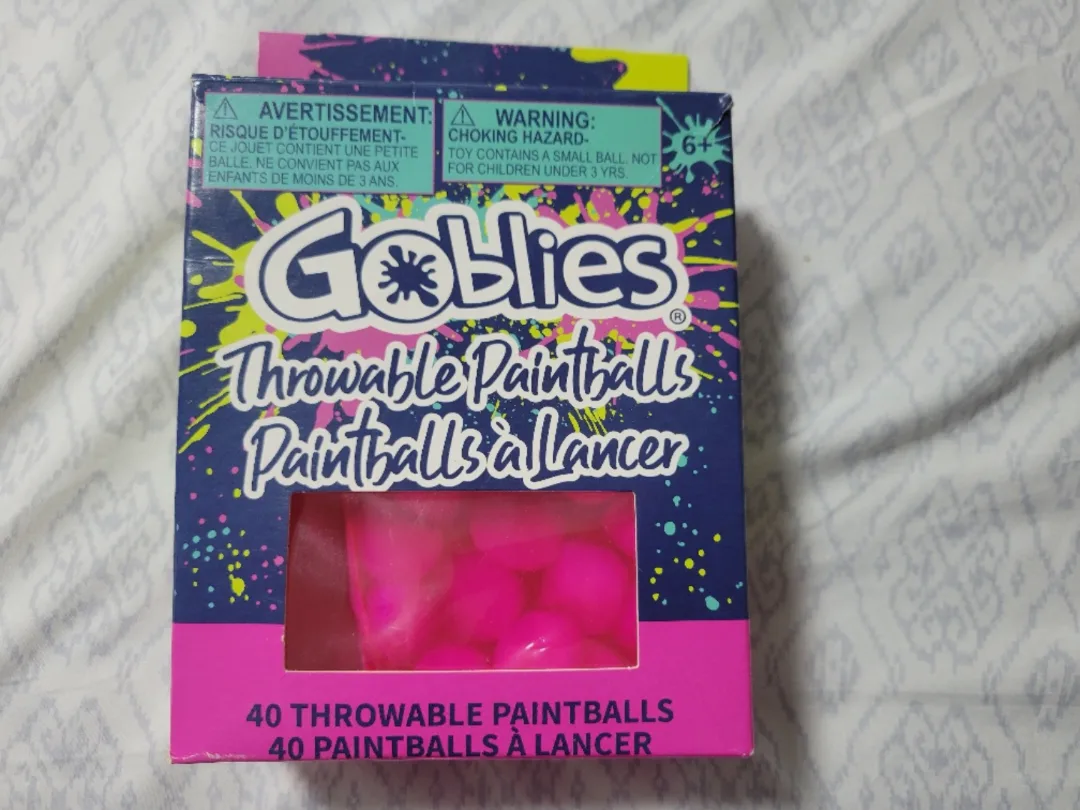 AVERTISSEMENT:
RISQUE D'ÉTOUFFEMENT-
CE JOUET CONTIENT UNE PETITE
BALLE. NE CONVIENT PAS AUX
ENFANTS DE MOINS DE 3 ANS.
WARNING:
CHOKING HAZARD-
TOY CONTAINS A SMALL BALL. NOT
FOR CHILDREN UNDER 3 YRS.
6+
Goblies®
Throwable Paintballs
Paintballs à Lancer
40 THROWABLE PAINTBALLS
40 PAINTBALLS À LANCER